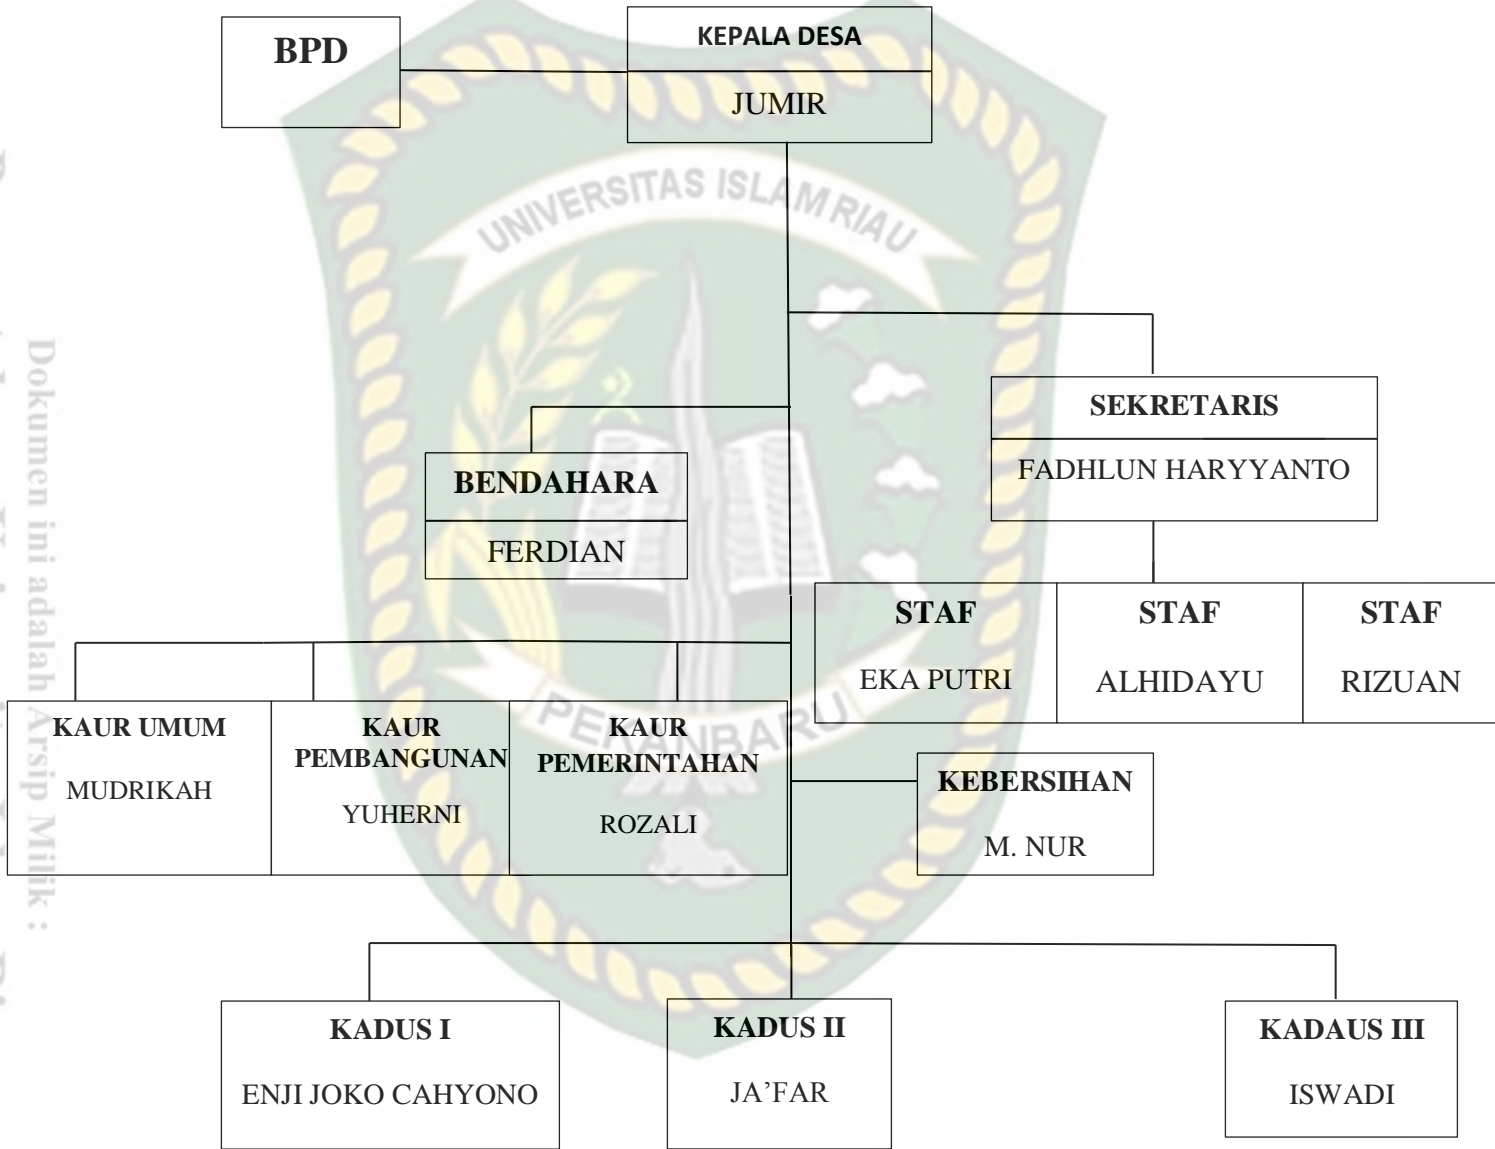 BPD
KEPALA DESA
JUMIR
UNIVERSITAS ISLAM RIAU
SEKRETARIS
FADHLUN HARYYANTO
BENDAHARA
FERDIAN
STAF
EKA PUTRI
STAF
ALHIDAYU
STAF
RIZUAN
KAUR UMUM
MUDRIKAH
KAUR
PEMBANGUNAN
YUHERNI
KAUR
PEMERINTAHAN
ROZALI
PEKANBARU
KEBERSIHAN
M. NUR
KADUS I
ENJI JOKO CAHYONO
KADUS II
JA’FAR
KADAUS III
ISWADI
Dokumen ini adalah Arsip Milik :